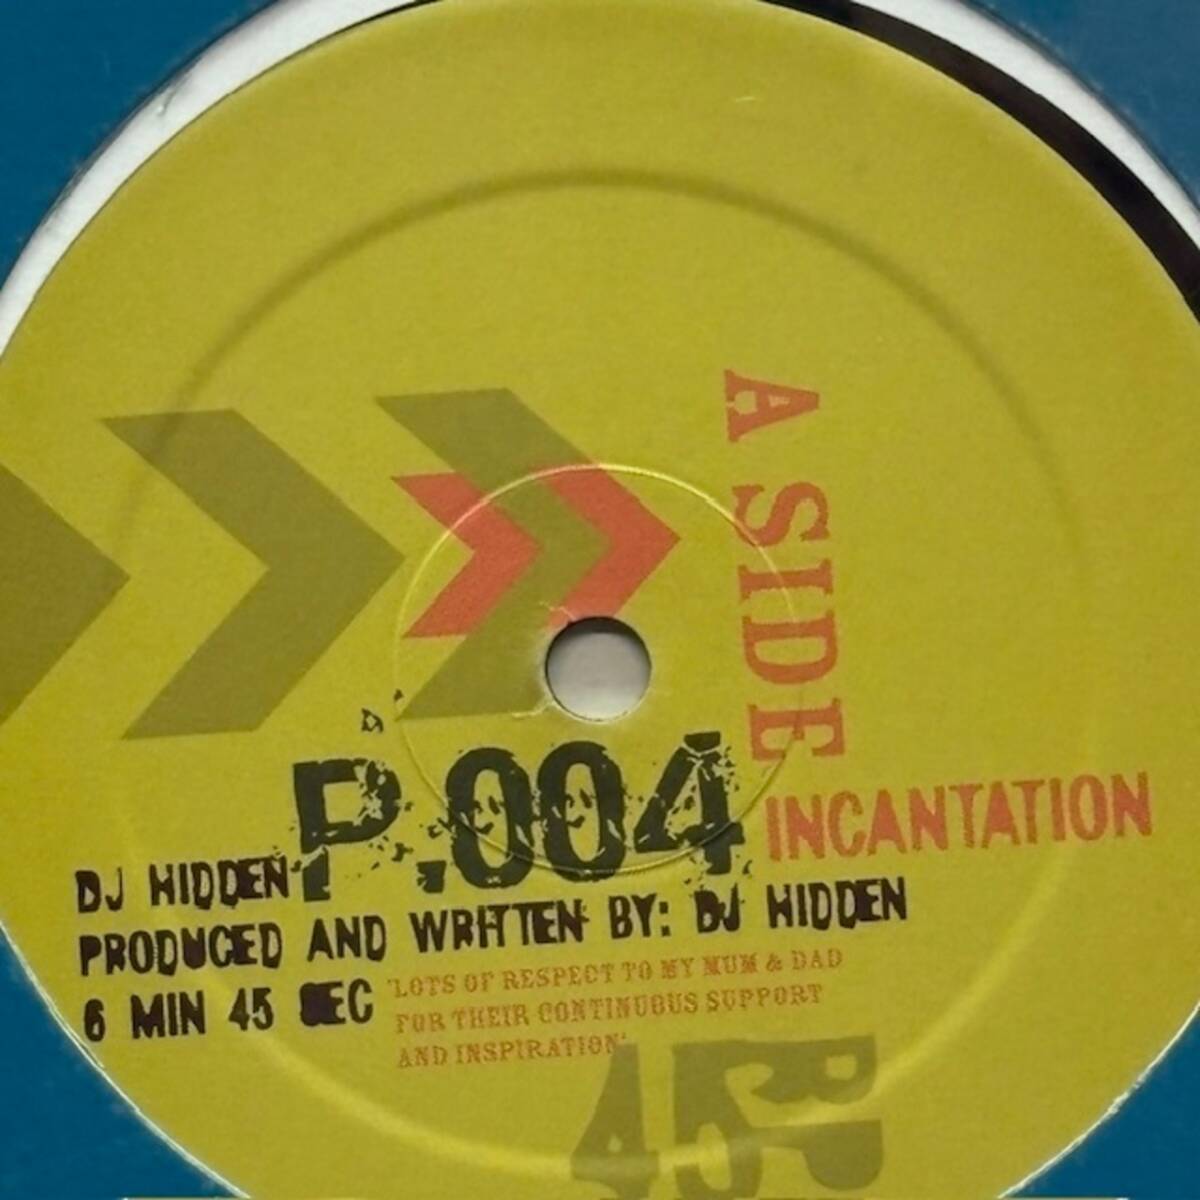 A SIDE
P.004
INCANTATION
DJ HIDDEN
PRODUCED AND WRITTEN BY: DJ HIDDEN
6 MIN 45 SEC
'LOTS OF RESPECT TO MY MUM & DAD
FOR THEIR CONTINUOUS SUPPORT
AND INSPIRATION'
45